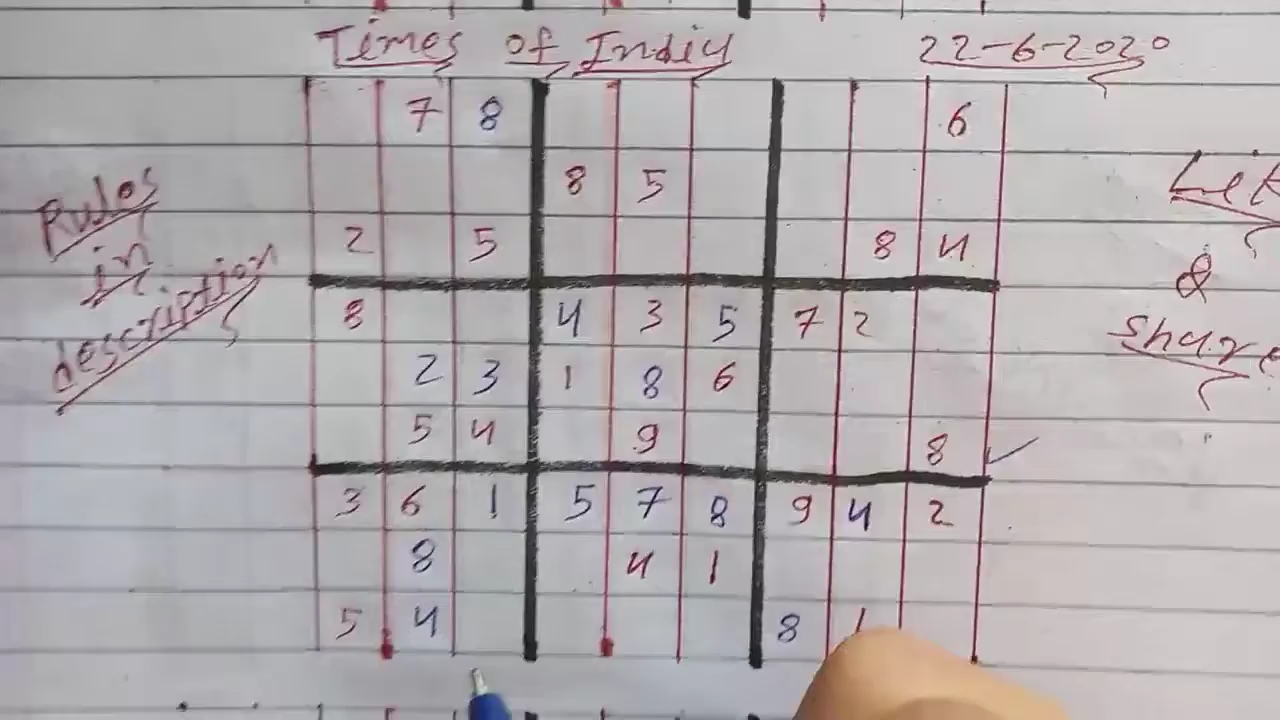 Times of Indiy 22-6-2020
7 8 6
8 5
2 5 8 4
8 4 3 5 7 2
2 3 1 8 6
5 4 9 8
3 6 1 5 7 8 9 4 2
8 4 1
5 4 8 1
Rules
in
description
&
Share